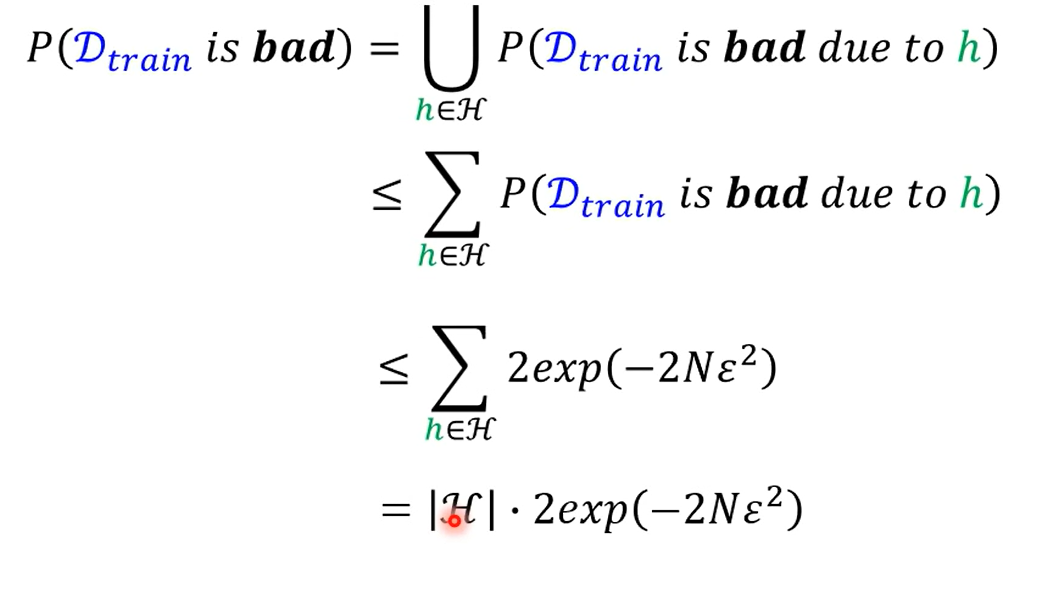 P(𝒟_train is bad) = ⋃_{h∈ℋ} P(𝒟_train is bad due to h)
≤ ∑_{h∈ℋ} P(𝒟_train is bad due to h)
≤ ∑_{h∈ℋ} 2exp(−2Nε²)
= |ℋ| · 2exp(−2Nε²)